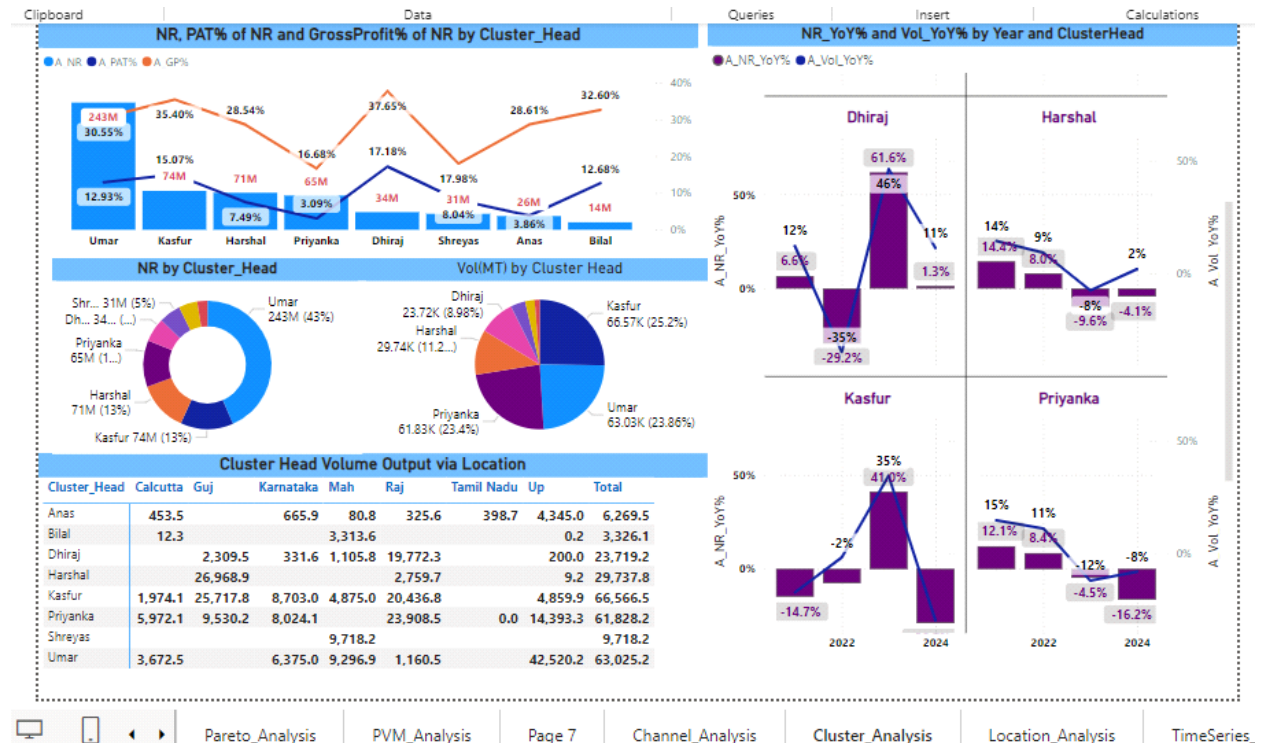 Clipboard Data Queries Insert Calculations
NR, PAT% of NR and GrossProfit% of NR by Cluster_Head
A_NR A_PAT% A_GP%
40%
30%
20%
10%
0%
243M
30.55%
12.93%
35.40%
15.07%
74M
28.54%
71M
7.49%
16.68%
65M
3.09%
37.65%
17.18%
34M
17.98%
31M
8.04%
28.61%
26M
3.86%
32.60%
12.68%
14M
Umar Kasfur Harshal Priyanka Dhiraj Shreyas Anas Bilal
NR by Cluster_Head
Shr... 31M (5%)
Dh... 34... (...)
Priyanka
65M (1...)
Harshal
71M (13%)
Kasfur 74M (13%)
Umar
243M (43%)
Vol(MT) by Cluster Head
Dhiraj
23.72K (8.98%)
Harshal
29.74K (11.2...)
Priyanka
61.83K (23.4%)
Kasfur
66.57K (25.2%)
Umar
63.03K (23.86%)
Cluster Head Volume Output via Location
Cluster_Head Calcutta Guj Karnataka Mah Raj Tamil Nadu Up Total
Anas 453.5 665.9 80.8 325.6 398.7 4,345.0 6,269.5
Bilal 12.3 3,313.6 0.2 3,326.1
Dhiraj 2,309.5 331.6 1,105.8 19,772.3 200.0 23,719.2
Harshal 26,968.9 2,759.7 9.2 29,737.8
Kasfur 1,974.1 25,717.8 8,703.0 4,875.0 20,436.8 4,859.9 66,566.5
Priyanka 5,972.1 9,530.2 8,024.1 23,908.5 0.0 14,393.3 61,828.2
Shreyas 9,718.2 9,718.2
Umar 3,672.5 6,375.0 9,296.9 1,160.5 42,520.2 63,025.2
NR_YoY% and Vol_YoY% by Year and ClusterHead
A_NR_YoY% A_Vol_YoY%
Dhiraj
A_NR_YoY%
50%
0%
12%
6.6%
-35%
-29.2%
61.6%
46%
11%
1.3%
Harshal
14%
14.4%
9%
8.0%
-8%
-9.6%
2%
-4.1%
50%
0%
A_Vol_YoY%
Kasfur
A_NR_YoY%
50%
0%
-14.7%
-2%
35%
41.0%
2022 2024
Priyanka
15%
12.1%
11%
8.4%
-12%
-4.5%
-8%
-16.2%
50%
0%
A_Vol_YoY%
2022 2024
Pareto_Analysis PVM_Analysis Page 7 Channel_Analysis Cluster_Analysis Location_Analysis TimeSeries_